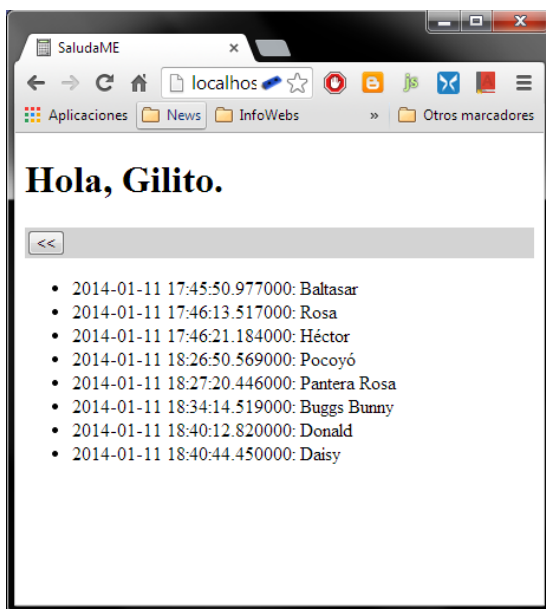 SaludaME
localhos
js
Aplicaciones News InfoWebs » Otros marcadores
Hola, Gilito.
<<
• 2014-01-11 17:45:50.977000: Baltasar
• 2014-01-11 17:46:13.517000: Rosa
• 2014-01-11 17:46:21.184000: Héctor
• 2014-01-11 18:26:50.569000: Pocoyó
• 2014-01-11 18:27:20.446000: Pantera Rosa
• 2014-01-11 18:34:14.519000: Buggs Bunny
• 2014-01-11 18:40:12.820000: Donald
• 2014-01-11 18:40:44.450000: Daisy